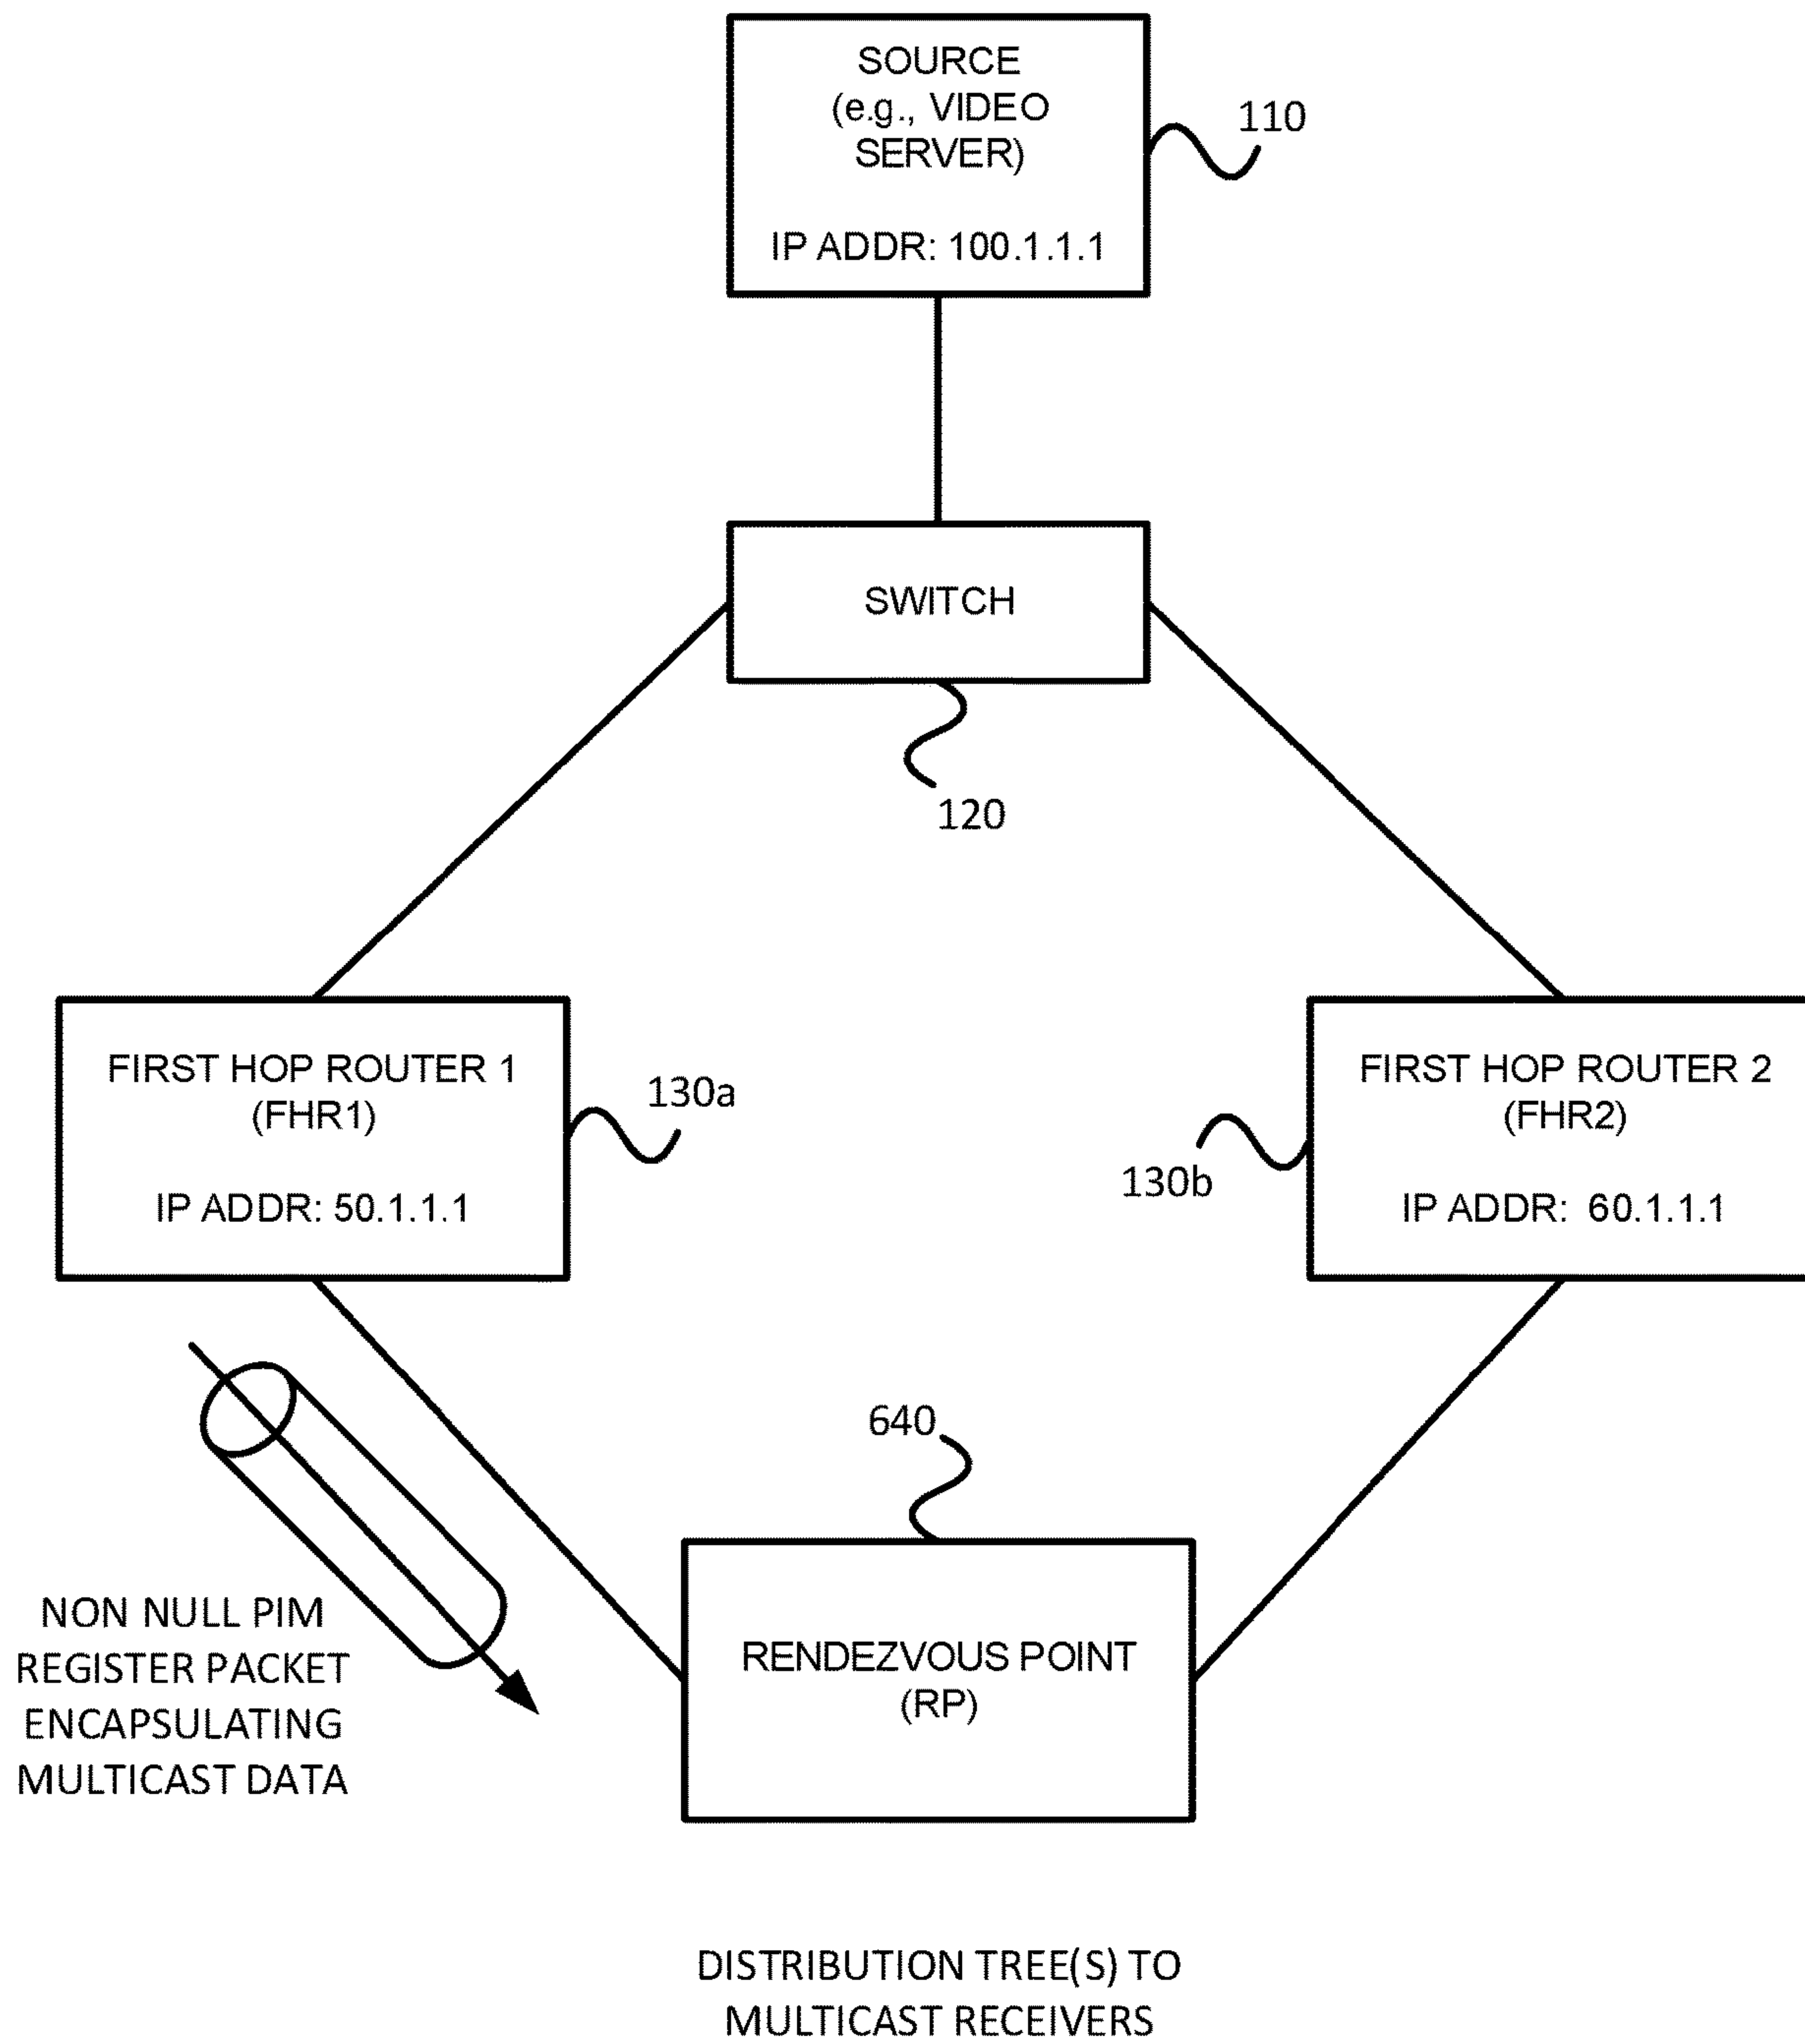 SOURCE
(e.g., VIDEO
SERVER)
IP ADDR: 100.1.1.1
110
SWITCH
120
FIRST HOP ROUTER 1
(FHR1)
IP ADDR: 50.1.1.1
130a
FIRST HOP ROUTER 2
(FHR2)
IP ADDR: 60.1.1.1
130b
640
NON NULL PIM
REGISTER PACKET
ENCAPSULATING
MULTICAST DATA
RENDEZVOUS POINT
(RP)
DISTRIBUTION TREE(S) TO
MULTICAST RECEIVERS